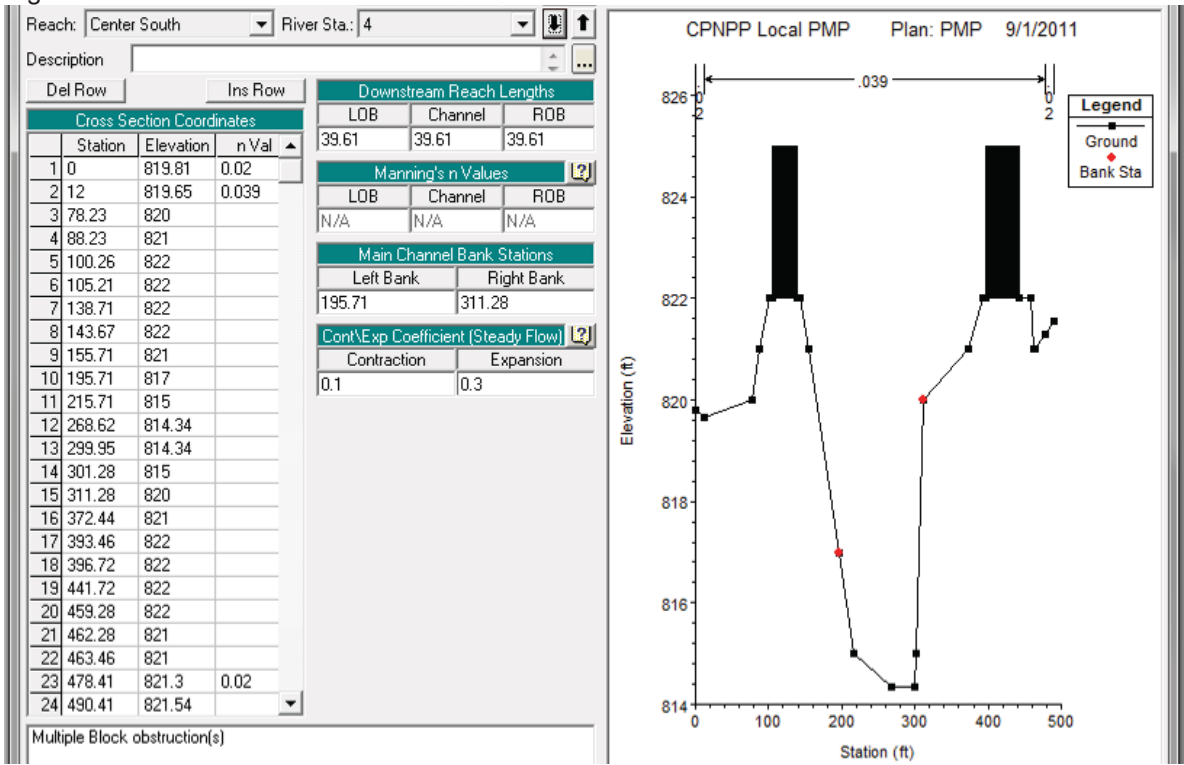 Reach: Center South River Sta.: 4
Description ...
Del Row Ins Row
Cross Section Coordinates
Station Elevation n Val
1 0 819.81 0.02
2 12 819.65 0.039
3 78.23 820
4 88.23 821
5 100.26 822
6 105.21 822
7 138.71 822
8 143.67 822
9 155.71 821
10 195.71 817
11 215.71 815
12 268.62 814.34
13 299.95 814.34
14 301.28 815
15 311.28 820
16 372.44 821
17 393.46 822
18 396.72 822
19 441.72 822
20 459.28 822
21 462.28 821
22 463.46 821
23 478.41 821.3 0.02
24 490.41 821.54
Downstream Reach Lengths
LOB Channel ROB
39.61 39.61 39.61
Manning's n Values
LOB Channel ROB
N/A N/A N/A
Main Channel Bank Stations
Left Bank Right Bank
195.71 311.28
Cont\Exp Coefficient (Steady Flow)
Contraction Expansion
0.1 0.3
Multiple Block obstruction(s)
CPNPP Local PMP Plan: PMP 9/1/2011
.02
.039
.02
Legend
Ground
Bank Sta
826
824
822
820
818
816
814
Elevation (ft)
0 100 200 300 400 500
Station (ft)